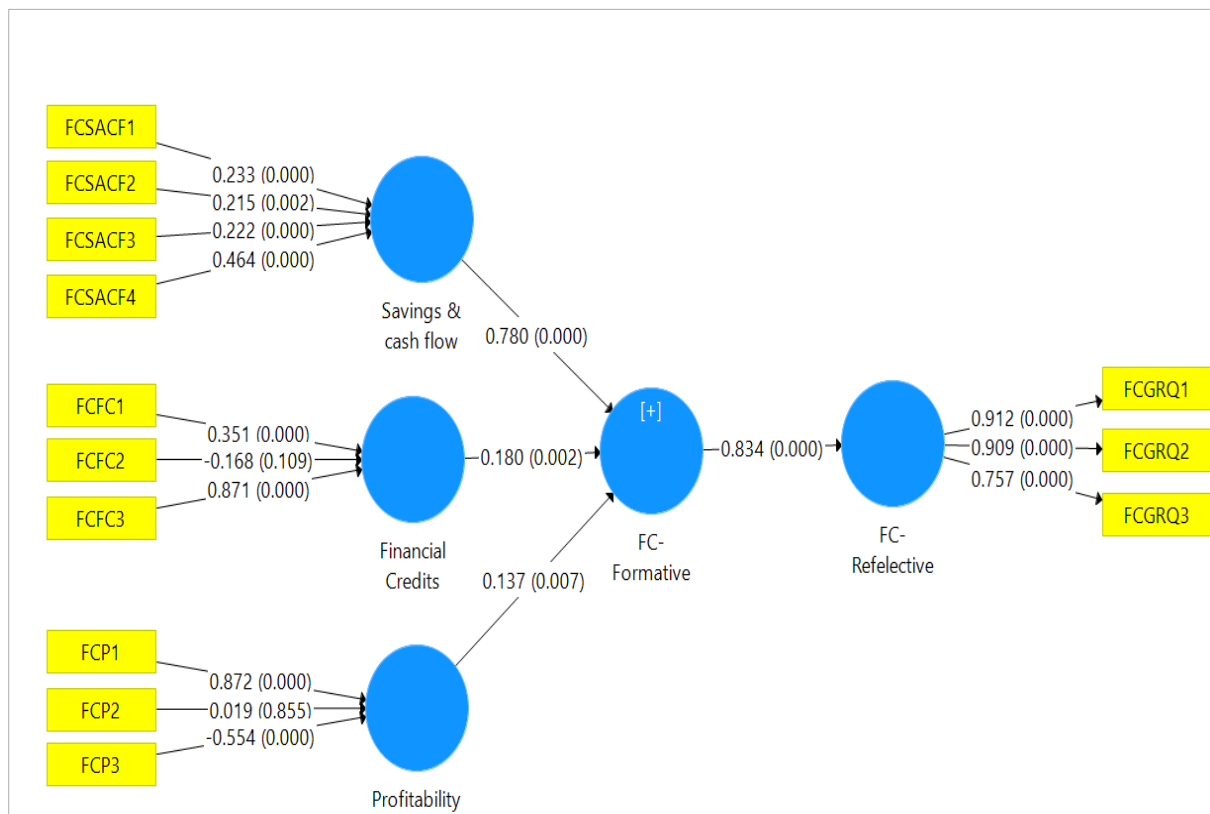 FCSACF1
FCSACF2
FCSACF3
FCSACF4
0.233 (0.000)
0.215 (0.002)
0.222 (0.000)
0.464 (0.000)
Savings &
cash flow
0.780 (0.000)
FCFC1
FCFC2
FCFC3
0.351 (0.000)
-0.168 (0.109)
0.871 (0.000)
Financial
Credits
0.180 (0.002)
[+]
FC-
Formative
0.834 (0.000)
FC-
Refelective
0.912 (0.000)
0.909 (0.000)
0.757 (0.000)
FCGRQ1
FCGRQ2
FCGRQ3
0.137 (0.007)
FCP1
FCP2
FCP3
0.872 (0.000)
0.019 (0.855)
-0.554 (0.000)
Profitability